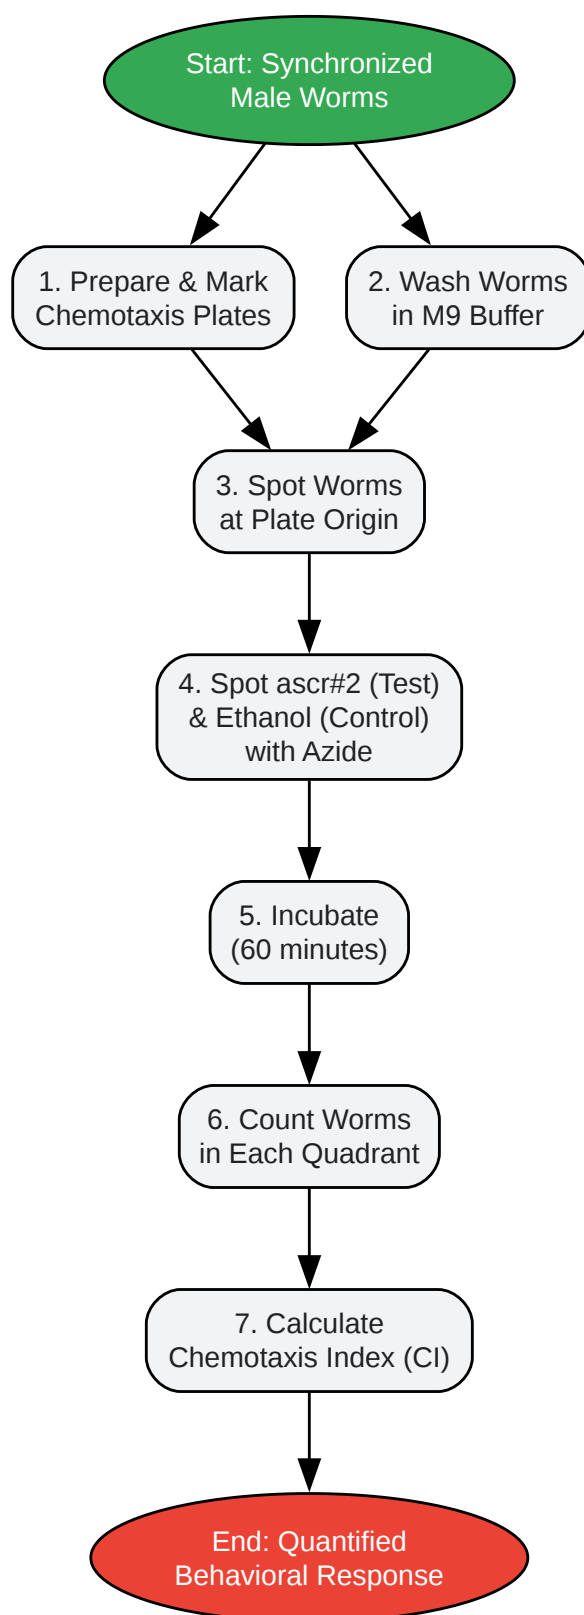 Start: Synchronized
Male Worms
1. Prepare & Mark
Chemotaxis Plates
2. Wash Worms
in M9 Buffer
3. Spot Worms
at Plate Origin
4. Spot ascr#2 (Test)
& Ethanol (Control)
with Azide
5. Incubate
(60 minutes)
6. Count Worms
in Each Quadrant
7. Calculate
Chemotaxis Index (CI)
End: Quantified
Behavioral Response